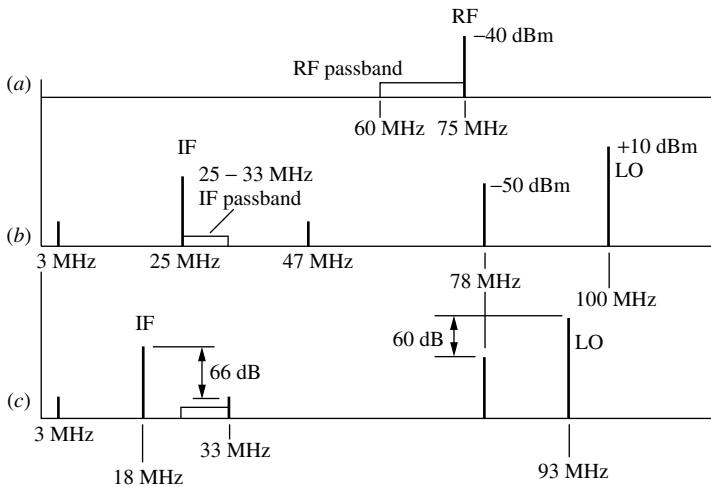 RF
−40 dBm
RF passband
(a)
60 MHz
75 MHz
IF
+10 dBm
LO
25 − 33 MHz
IF passband
−50 dBm
(b)
3 MHz
25 MHz
47 MHz
78 MHz
100 MHz
IF
60 dB
LO
66 dB
(c)
3 MHz
33 MHz
18 MHz
93 MHz